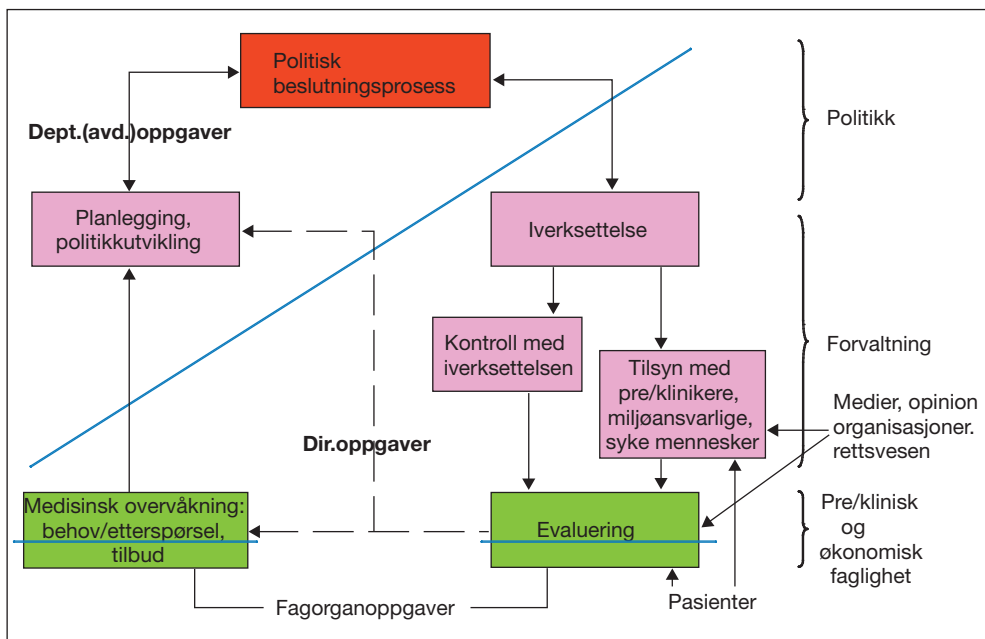 Politisk
beslutningsprosess
Politikk
Dept.(avd.)oppgaver
Planlegging,
politikkutvikling
Iverksettelse
Kontroll med
iverksettelsen
Tilsyn med
pre/klinikere,
miljøansvarlige,
syke mennesker
Forvaltning
Medier, opinion
organisasjoner.
rettsvesen
Dir.oppgaver
Medisinsk overvåkning:
behov/etterspørsel,
tilbud
Evaluering
Pre/klinisk
og
økonomisk
faglighet
Fagorganoppgaver
Pasienter